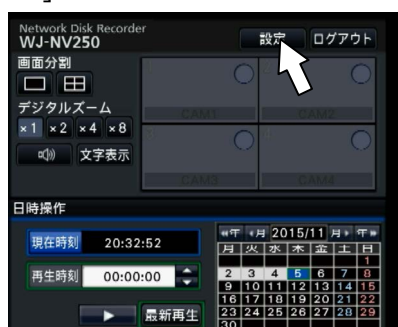 Network Disk Recorder
WJ-NV250
設定 ログアウト
画面分割
デジタルズーム
×1 ×2 ×4 ×8
文字表示
CAM1 CAM2
CAM3 CAM4
日時操作
現在時刻 20:32:52
再生時刻 00:00:00
最新再生
年 月 2015/11 月 年
月 火 水 木 金 土 日
1
2 3 4 5 6 7 8
9 10 11 12 13 14 15
16 17 18 19 20 21 22
23 24 25 26 27 28 29
30